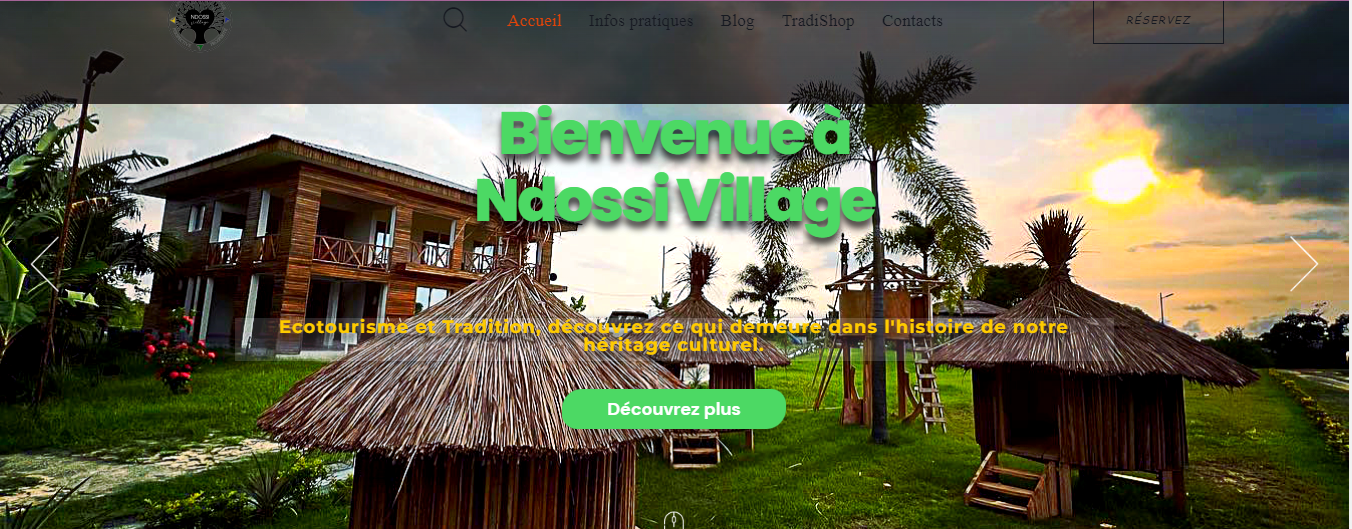 NDOSSI
village
Accueil
Infos pratiques
Blog
TradiShop
Contacts
RÉSERVEZ
Bienvenue à
Ndossi Village
Ecotourisme et Tradition, découvrez ce qui demeure dans l'histoire de notre
héritage culturel.
Découvrez plus